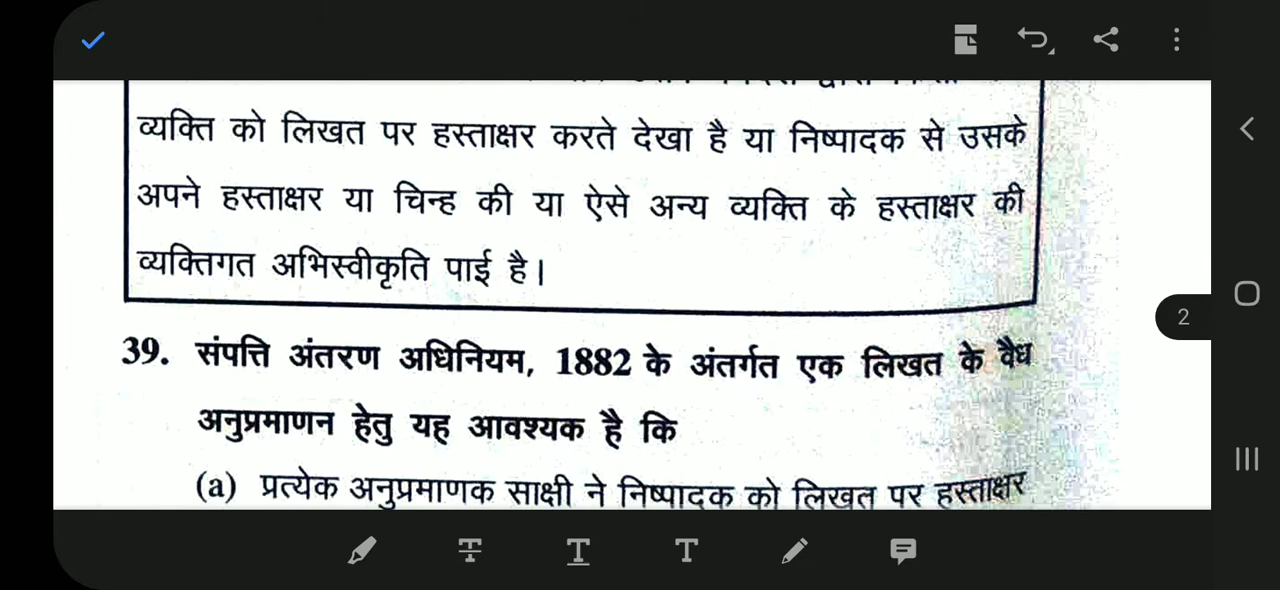 व्यक्ति को लिखत पर हस्ताक्षर करते देखा है या निष्पादक से उसके
अपने हस्ताक्षर या चिन्ह की या ऐसे अन्य व्यक्ति के हस्ताक्षर की
व्यक्तिगत अभिस्वीकृति पाई है।
39. संपत्ति अंतरण अधिनियम, 1882 के अंतर्गत एक लिखत के वैध
अनुप्रमाणन हेतु यह आवश्यक है कि
(a) प्रत्येक अनुप्रमाणक साक्षी ने निष्पादक को लिखत पर हस्ताक्षर
2